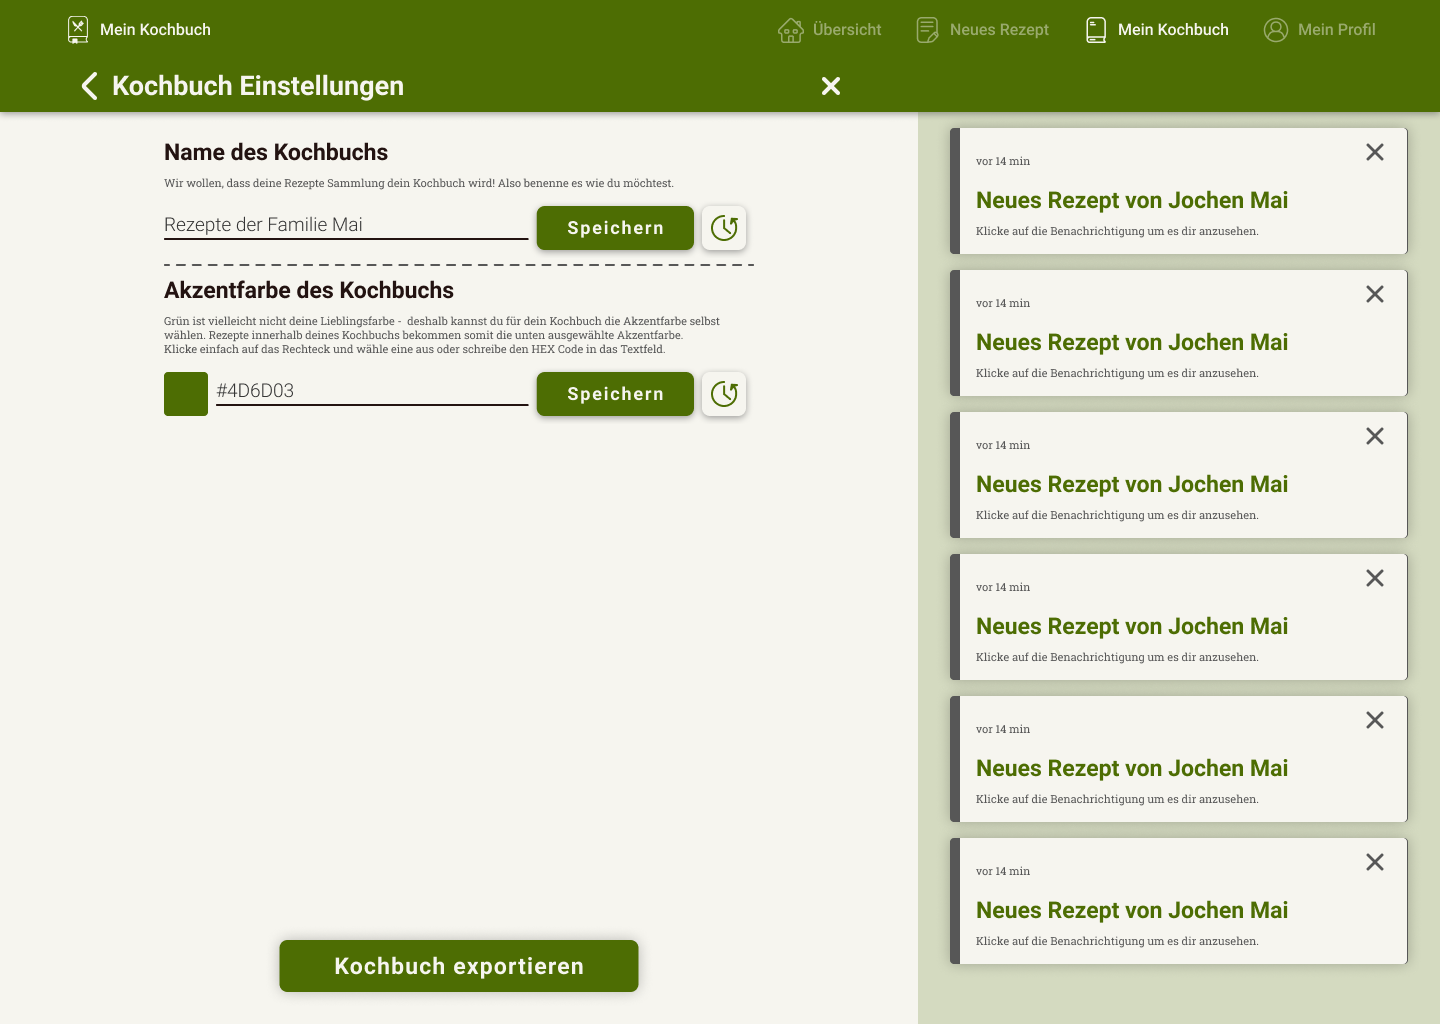 Mein Kochbuch
Übersicht
Neues Rezept
Mein Kochbuch
Mein Profil
Kochbuch Einstellungen
Name des Kochbuchs
Wir wollen, dass deine Rezepte Sammlung dein Kochbuch wird! Also benenne es wie du möchtest.
Rezepte der Familie Mai
Speichern
Akzentfarbe des Kochbuchs
Grün ist vielleicht nicht deine Lieblingsfarbe -  deshalb kannst du für dein Kochbuch die Akzentfarbe selbst
wählen. Rezepte innerhalb deines Kochbuchs bekommen somit die unten ausgewählte Akzentfarbe.
Klicke einfach auf das Rechteck und wähle eine aus oder schreibe den HEX Code in das Textfeld.
#4D6D03
Speichern
Kochbuch exportieren
vor 14 min
Neues Rezept von Jochen Mai
Klicke auf die Benachrichtigung um es dir anzusehen.
vor 14 min
Neues Rezept von Jochen Mai
Klicke auf die Benachrichtigung um es dir anzusehen.
vor 14 min
Neues Rezept von Jochen Mai
Klicke auf die Benachrichtigung um es dir anzusehen.
vor 14 min
Neues Rezept von Jochen Mai
Klicke auf die Benachrichtigung um es dir anzusehen.
vor 14 min
Neues Rezept von Jochen Mai
Klicke auf die Benachrichtigung um es dir anzusehen.
vor 14 min
Neues Rezept von Jochen Mai
Klicke auf die Benachrichtigung um es dir anzusehen.